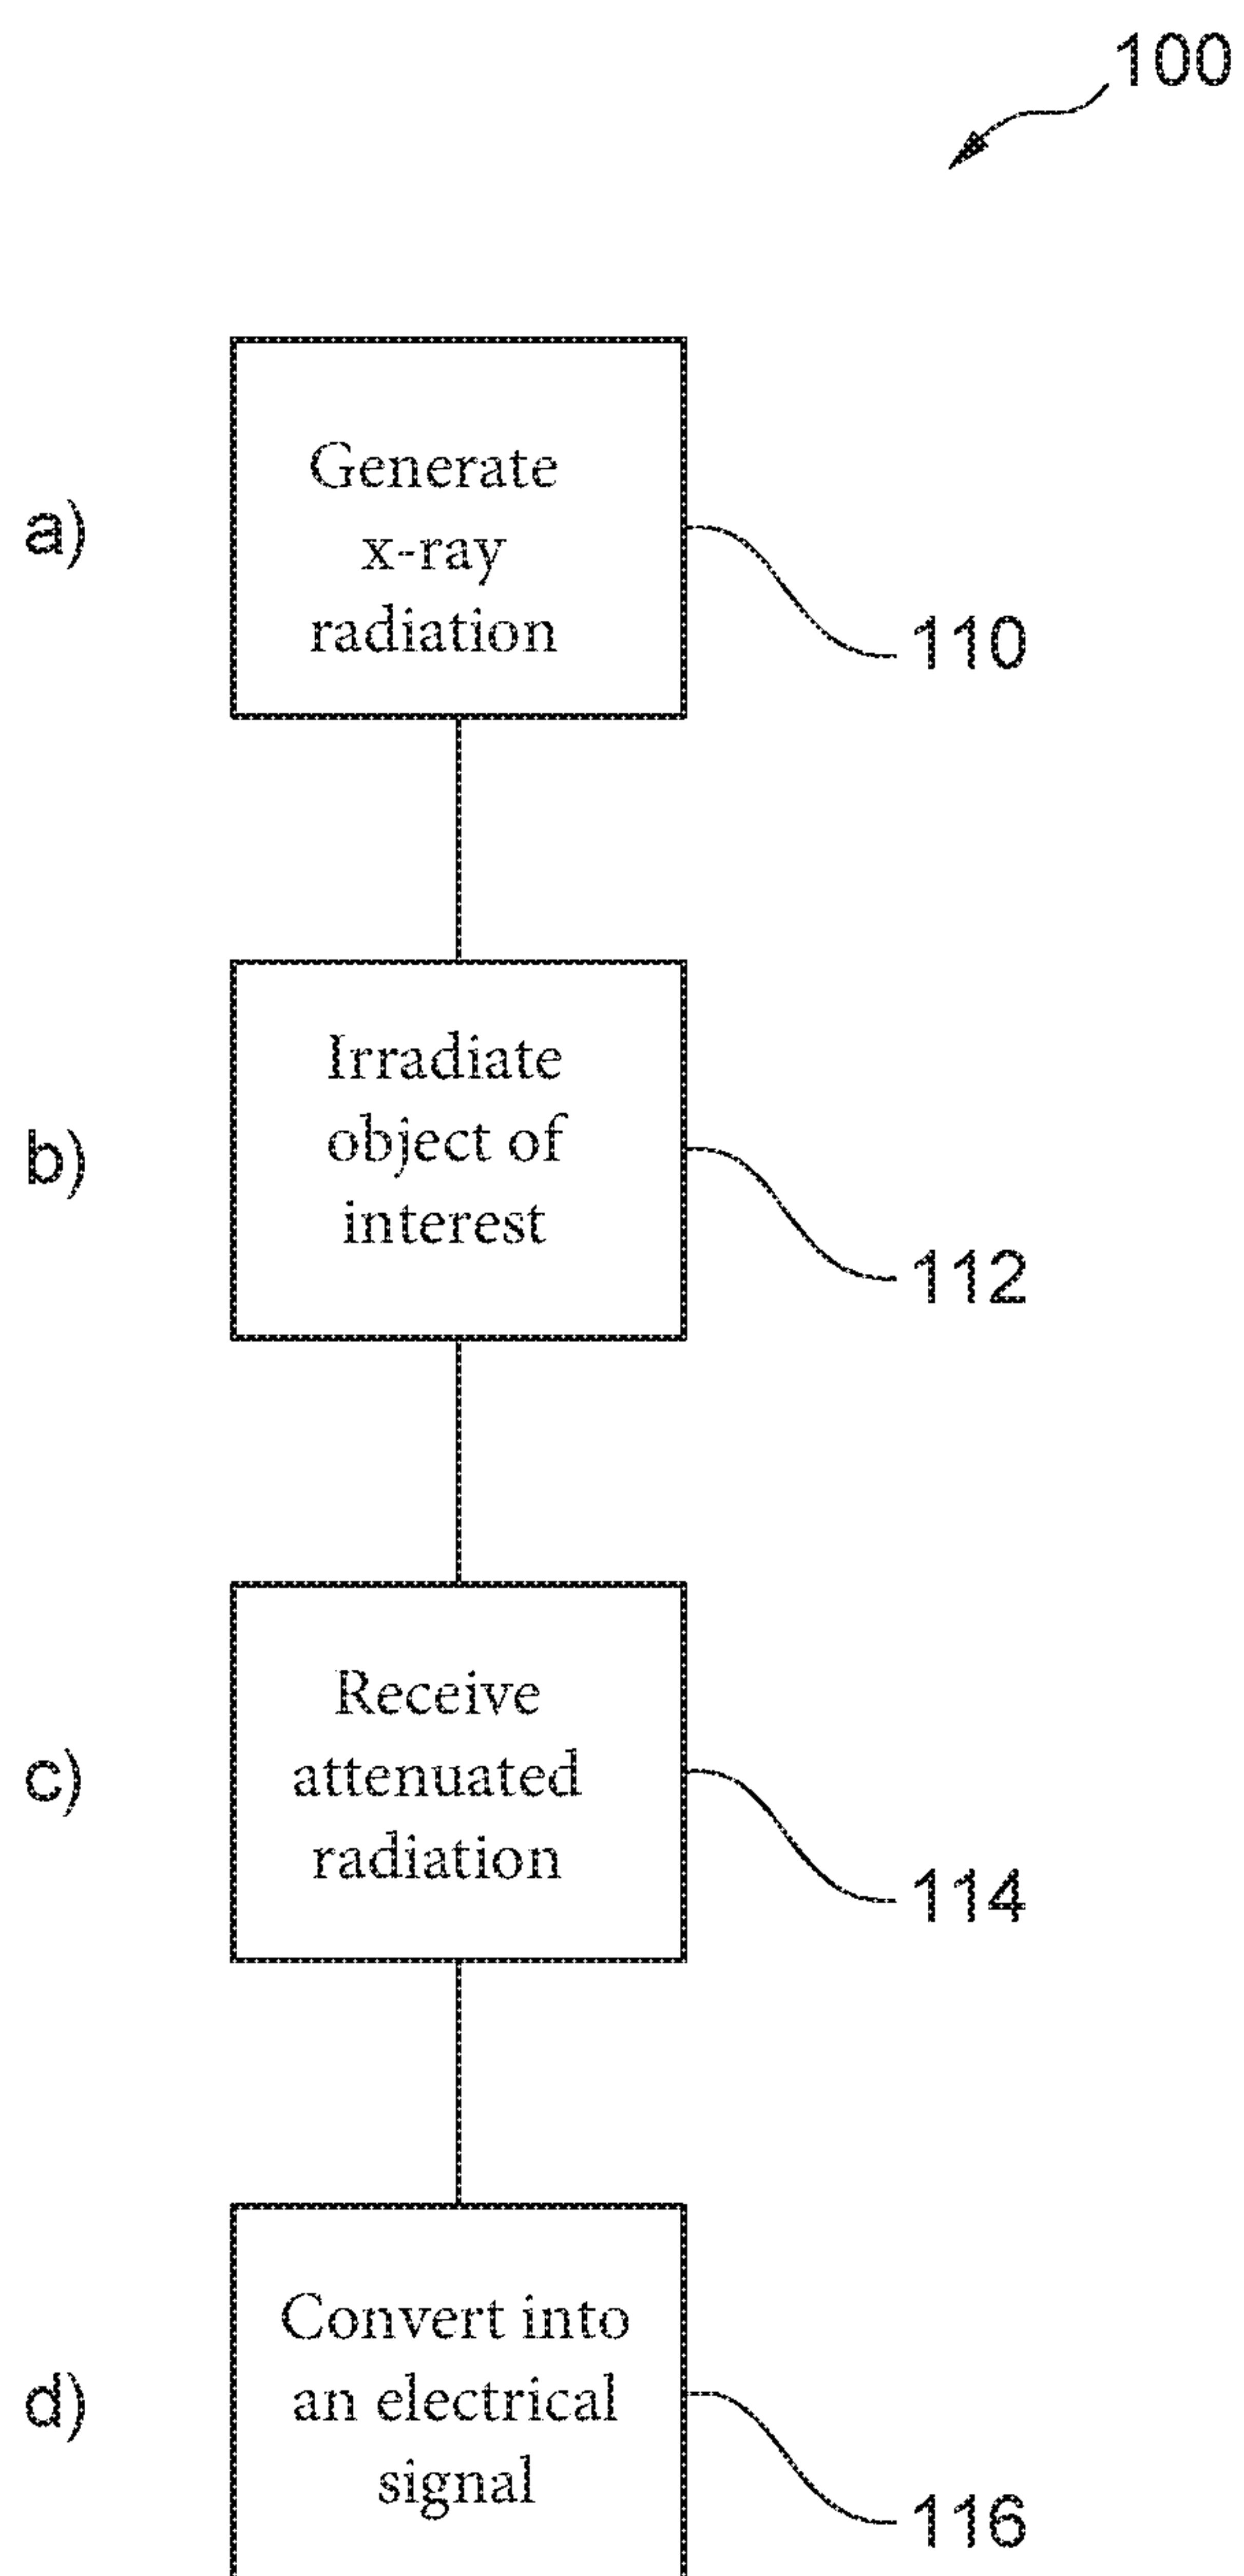 100
Generate
x-ray
radiation
a)
110
Irradiate
object of
interest
b)
112
Receive
attenuated
radiation
c)
114
Convert into
an electrical
signal
d)
116